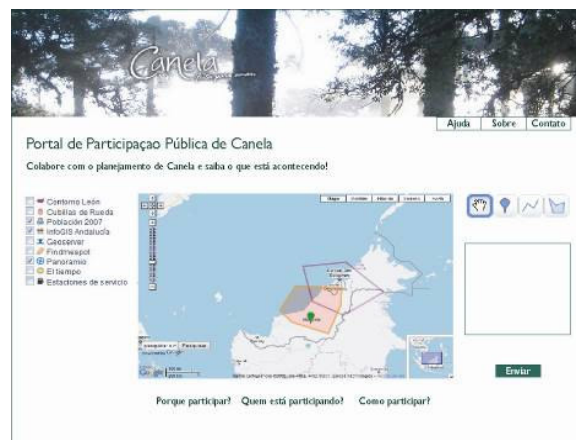 Canela
Ajuda Sobre Contato
Portal de Participaçao Pública de Canela
Colabore com o planejamento de Canela e saiba o que está acontecendo!
Contorno León
Cubillas de Rueda
Población 2007
InfoGIS Andalucía
Geoserver
Findmespot
Panoramio
El tiempo
Estaciones de servicio
Pesquisar
Enviar
Porque participar? Quem está participando? Como participar?